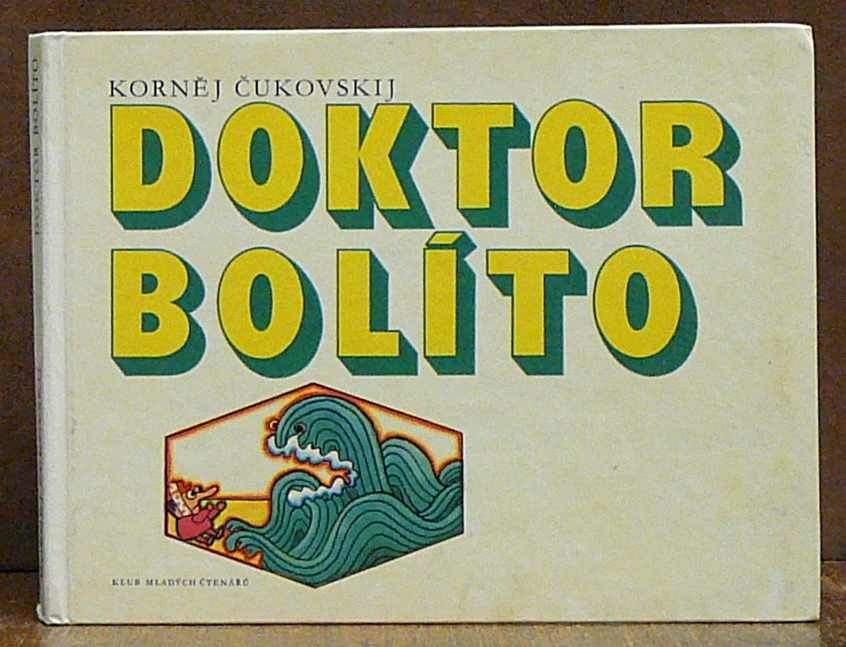 KORNĚJ ČUKOVSKIJ
DOKTOR
BOLÍTO
KLUB MLADÝCH ČTENÁŘŮ
DOKTOR BOLÍTO